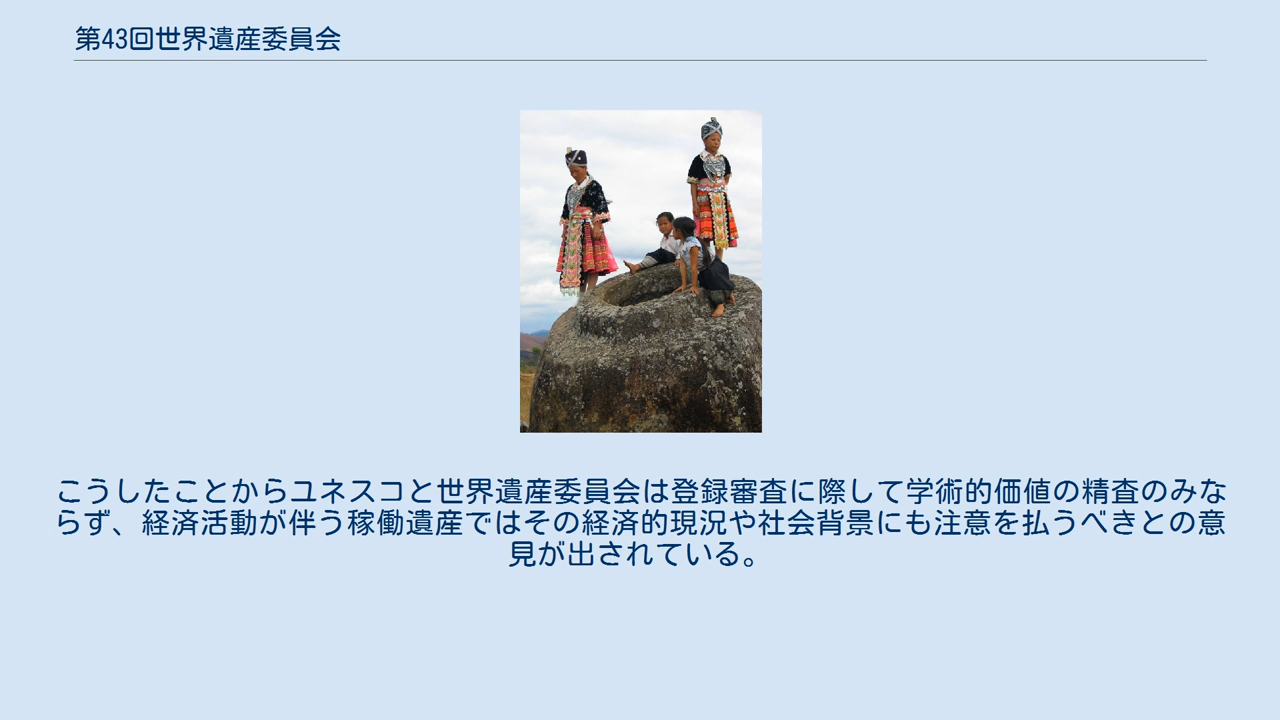 第43回世界遺産委員会
こうしたことからユネスコと世界遺産委員会は登録審査に際して学術的価値の精査のみな
らず、経済活動が伴う稼働遺産ではその経済的現況や社会背景にも注意を払うべきとの意
見が出されている。